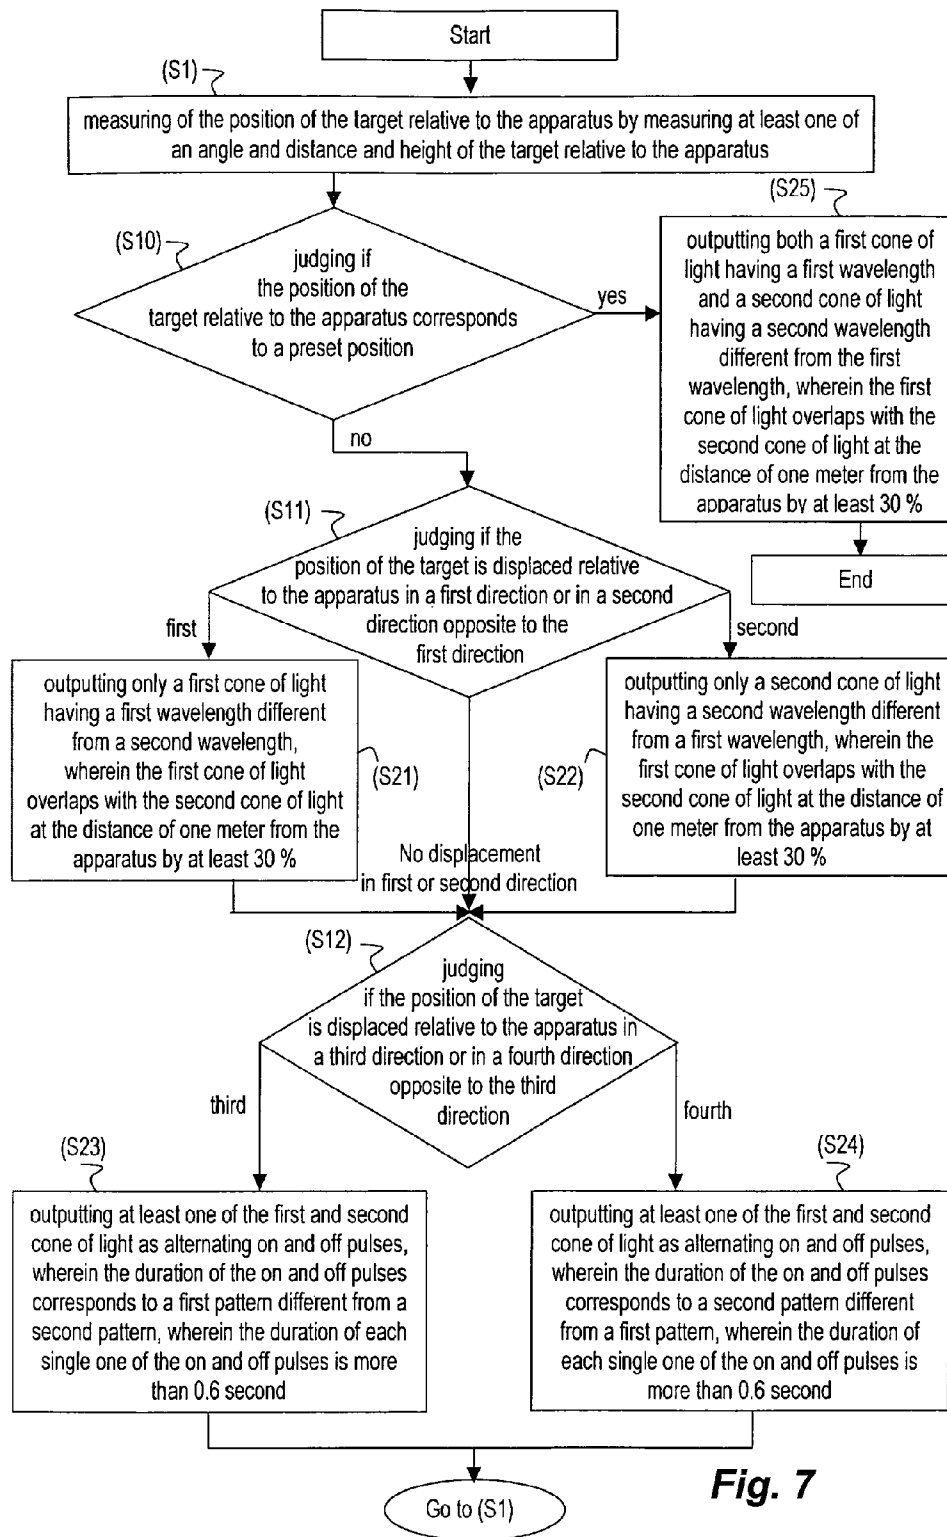 Start
(S1)
measuring of the position of the target relative to the apparatus by measuring at least one of
an angle and distance and height of the target relative to the apparatus
(S25)
(S10)
judging if
the position of the
target relative to the apparatus corresponds
to a preset position
yes
no
outputting both a first cone of
light having a first wavelength
and a second cone of light
having a second wavelength
different from the first
wavelength, wherein the first
cone of light overlaps with the
second cone of light at the
distance of one meter from the
apparatus by at least 30 %
End
(S11)
judging if the
position of the target is displaced relative
to the apparatus in a first direction or in a second
direction opposite to the
first direction
first
second
outputting only a first cone of light
having a first wavelength different
from a second wavelength,
wherein the first cone of light
overlaps with the second cone of light
at the distance of one meter from the
apparatus by at least 30 %
(S21)
(S22)
outputting only a second cone of light
having a second wavelength different
from a first wavelength, wherein the
first cone of light overlaps with the
second cone of light at the distance of
one meter from the apparatus by at
least 30 %
No displacement
in first or second direction
(S12)
judging
if the position of the target
is displaced relative to the apparatus in
a third direction or in a fourth direction
opposite to the third
direction
third
fourth
(S23)
(S24)
outputting at least one of the first and second
cone of light as alternating on and off pulses,
wherein the duration of the on and off pulses
corresponds to a first pattern different from a
second pattern, wherein the duration of each
single one of the on and off pulses is more
than 0.6 second
outputting at least one of the first and second
cone of light as alternating on and off pulses,
wherein the duration of the on and off pulses
corresponds to a second pattern different
from a first pattern, wherein the duration of
each single one of the on and off pulses is
more than 0.6 second
Go to (S1)
Fig. 7